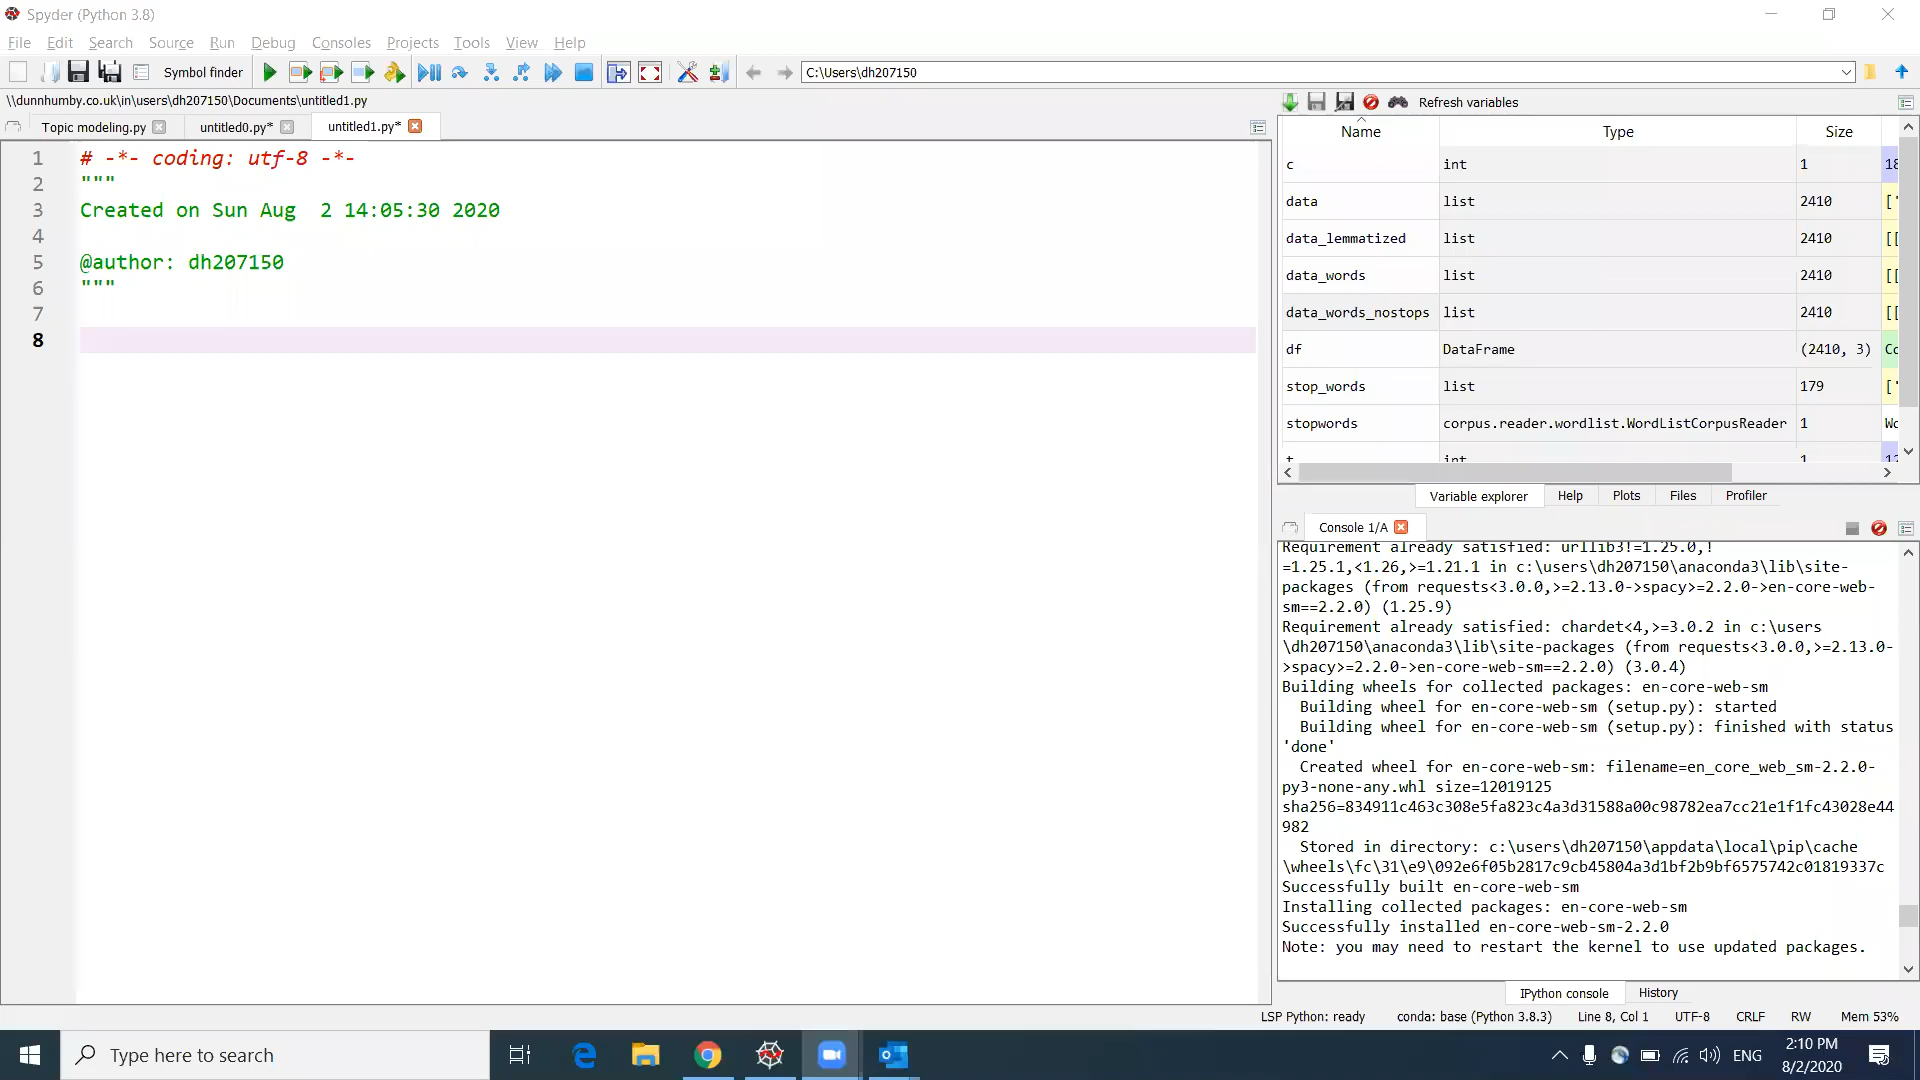 Spyder (Python 3.8)
File Edit Search Source Run Debug Consoles Projects Tools View Help
Symbol finder
C:\Users\dh207150
\\dunnhumby.co.uk\in\users\dh207150\Documents\untitled1.py
Topic modeling.py
untitled0.py*
untitled1.py*
1 # -*- coding: utf-8 -*-
2 """
3 Created on Sun Aug  2 14:05:30 2020
4
5 @author: dh207150
6 """
7
8
Refresh variables
Name Type Size
c int 1 18
data list 2410 ['
data_lemmatized list 2410 [[
data_words list 2410 [[
data_words_nostops list 2410 [[
df DataFrame (2410, 3) Co
stop_words list 179 ['
stopwords corpus.reader.wordlist.WordListCorpusReader 1 Wo
t int 1 12
Variable explorer Help Plots Files Profiler
Console 1/A
Requirement already satisfied: urllib3!=1.25.0,!
=1.25.1,<1.26,>=1.21.1 in c:\users\dh207150\anaconda3\lib\site-
packages (from requests<3.0.0,>=2.13.0->spacy>=2.2.0->en-core-web-
sm==2.2.0) (1.25.9)
Requirement already satisfied: chardet<4,>=3.0.2 in c:\users
\dh207150\anaconda3\lib\site-packages (from requests<3.0.0,>=2.13.0-
>spacy>=2.2.0->en-core-web-sm==2.2.0) (3.0.4)
Building wheels for collected packages: en-core-web-sm
  Building wheel for en-core-web-sm (setup.py): started
  Building wheel for en-core-web-sm (setup.py): finished with status
'done'
  Created wheel for en-core-web-sm: filename=en_core_web_sm-2.2.0-
py3-none-any.whl size=12019125
sha256=834911c463c308e5fa823c4a3d31588a00c98782ea7cc21e1f1fc43028e44
982
  Stored in directory: c:\users\dh207150\appdata\local\pip\cache
\wheels\fc\31\e9\092e6f05b2817c9cb45804a3d1bf2b9bf6575742c01819337c
Successfully built en-core-web-sm
Installing collected packages: en-core-web-sm
Successfully installed en-core-web-sm-2.2.0
Note: you may need to restart the kernel to use updated packages.
IPython console History
LSP Python: ready conda: base (Python 3.8.3) Line 8, Col 1 UTF-8 CRLF RW Mem 53%
Type here to search
ENG
2:10 PM
8/2/2020